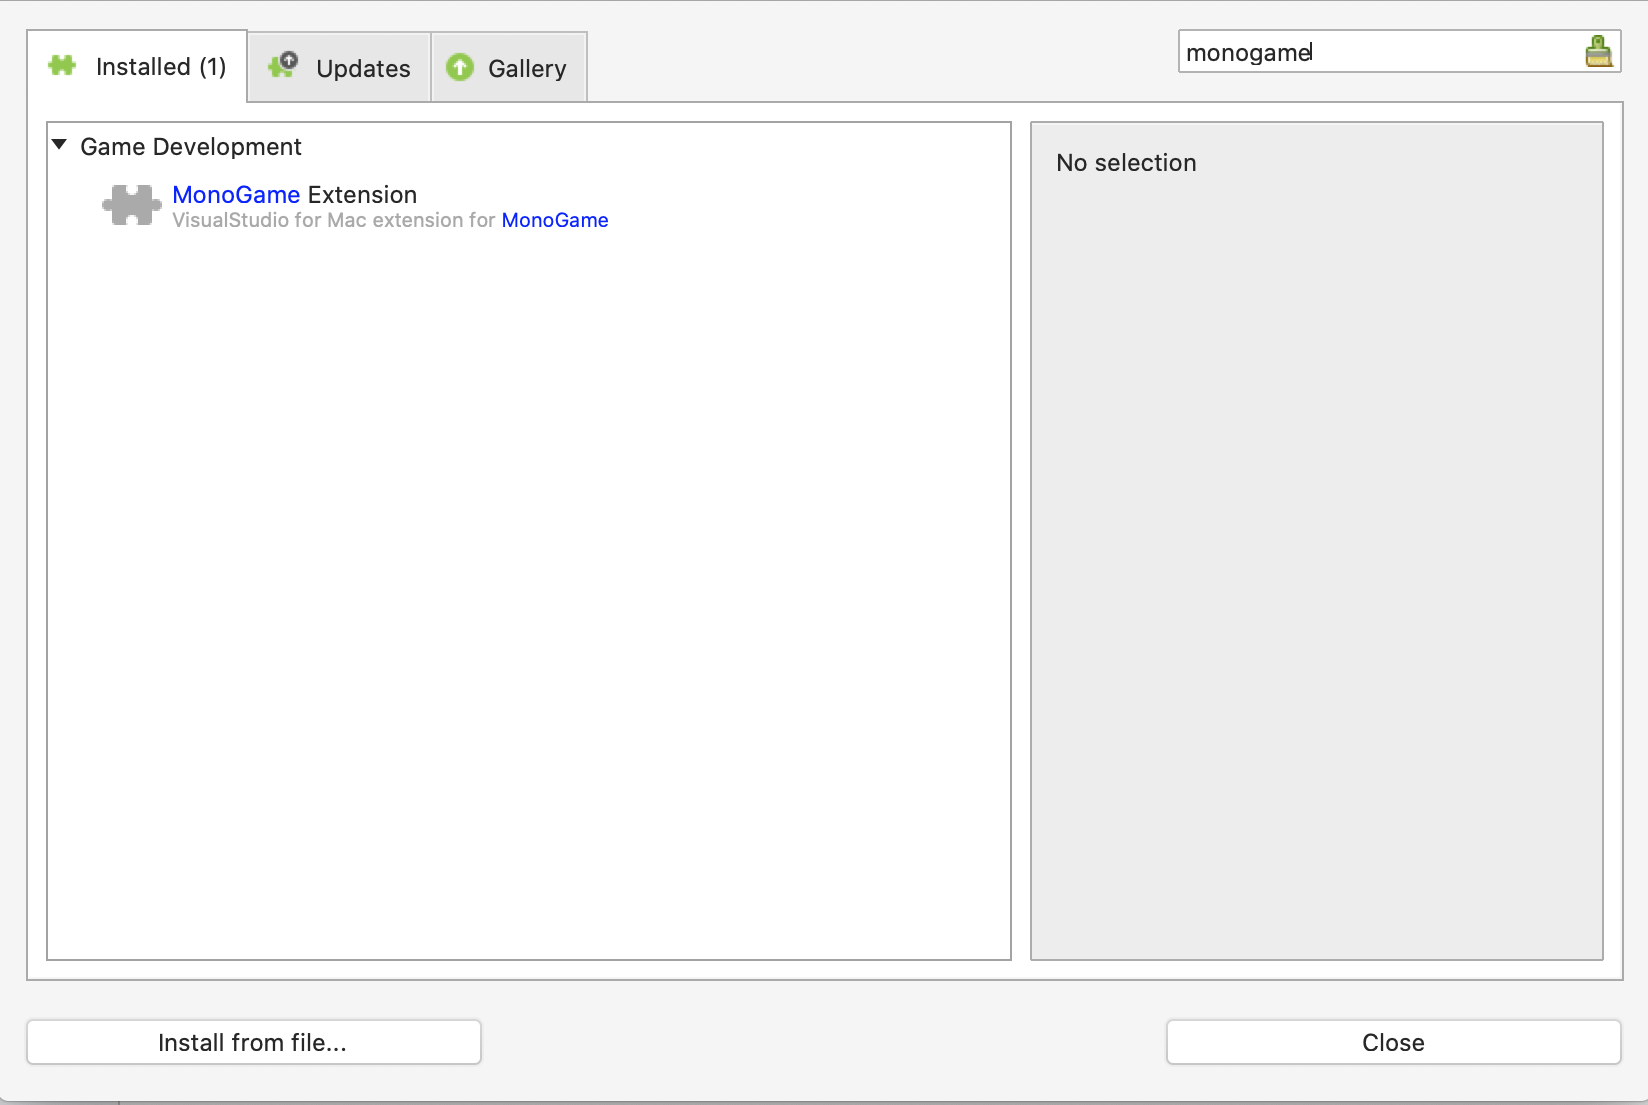 Installed (1)
Updates
Gallery
monogame
Game Development
MonoGame Extension
VisualStudio for Mac extension for MonoGame
No selection
Install from file...
Close